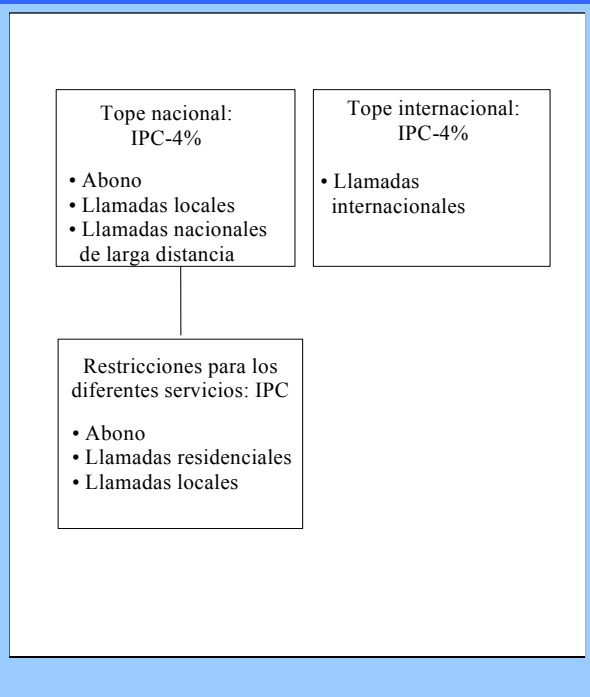 Tope nacional:
IPC-4%
• Abono
• Llamadas locales
• Llamadas nacionales
de larga distancia
Tope internacional:
IPC-4%
• Llamadas
internacionales
Restricciones para los
diferentes servicios: IPC
• Abono
• Llamadas residenciales
• Llamadas locales